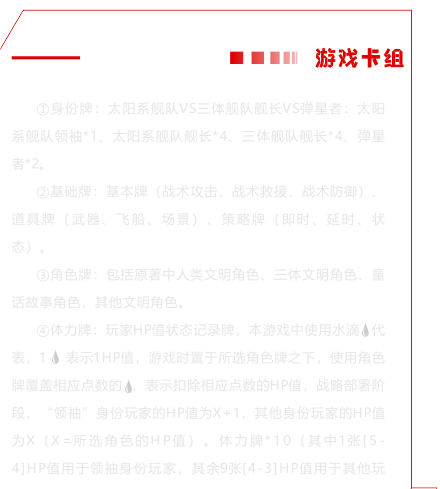 游戏卡组
①身份牌：太阳系舰队VS三体舰队舰长VS弹星者：太阳
系舰队领袖*1、太阳系舰队舰长*4、三体舰队舰长*4、弹星
者*2。
②基础牌：基本牌（战术攻击、战术救援、战术防御）、
道具牌（武器、飞船、场景）、策略牌（即时、延时、状
态）。
③角色牌：包括原著中人类文明角色、三体文明角色、童
话故事角色，其他文明角色。
④体力牌：玩家HP值状态记录牌，本游戏中使用水滴代
表，1 表示1HP值，游戏时置于所选角色牌之下，使用角色
牌覆盖相应点数的，表示扣除相应点数的HP值，战略部署阶
段，“领袖”身份玩家的HP值为X+1，其他身份玩家的HP值
为X（X=所选角色的HP值）。体力牌*10（其中1张[5-
4]HP值用于领袖身份玩家，其余9张[4-3]HP值用于其他玩